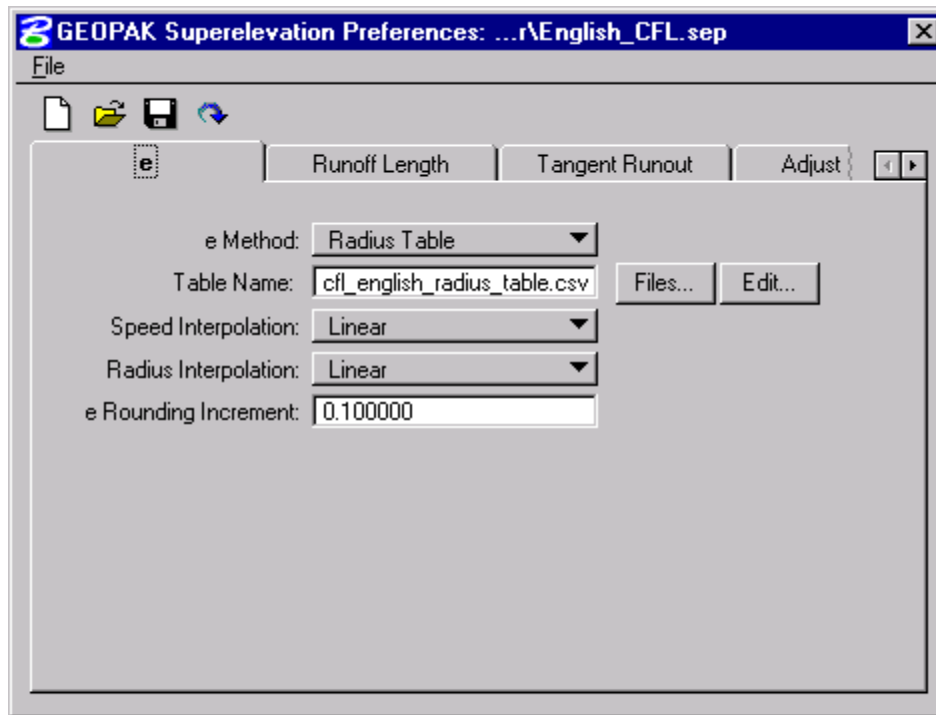 GEOPAK Superelevation Preferences: ...r\English_CFL.sep
File
e Runoff Length Tangent Runout Adjust
e Method: Radius Table
Table Name: cfl_english_radius_table.csv Files... Edit...
Speed Interpolation: Linear
Radius Interpolation: Linear
e Rounding Increment: 0.100000